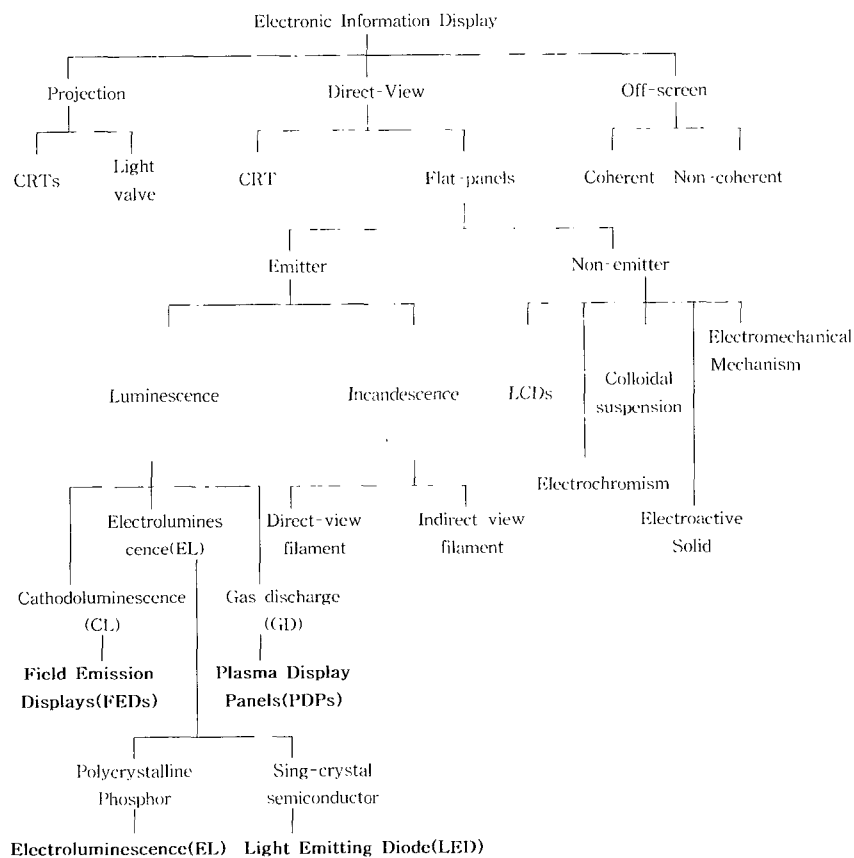 Electronic Information Display
Projection Direct-View Off-screen
CRTs Light valve CRT Flat-panels Coherent Non-coherent
Emitter Non-emitter
Luminescence Incandescence LCDs Colloidal suspension Electromechanical Mechanism
Electrochromism
Electroactive Solid
Electrolumines cence(EL) Direct-view filament Indirect view filament
Cathodoluminescence (CL) Gas discharge (GD)
Field Emission Displays(FEDs) Plasma Display Panels(PDPs)
Polycrystalline Phosphor Sing-crystal semiconductor
Electroluminescence(EL) Light Emitting Diode(LED)